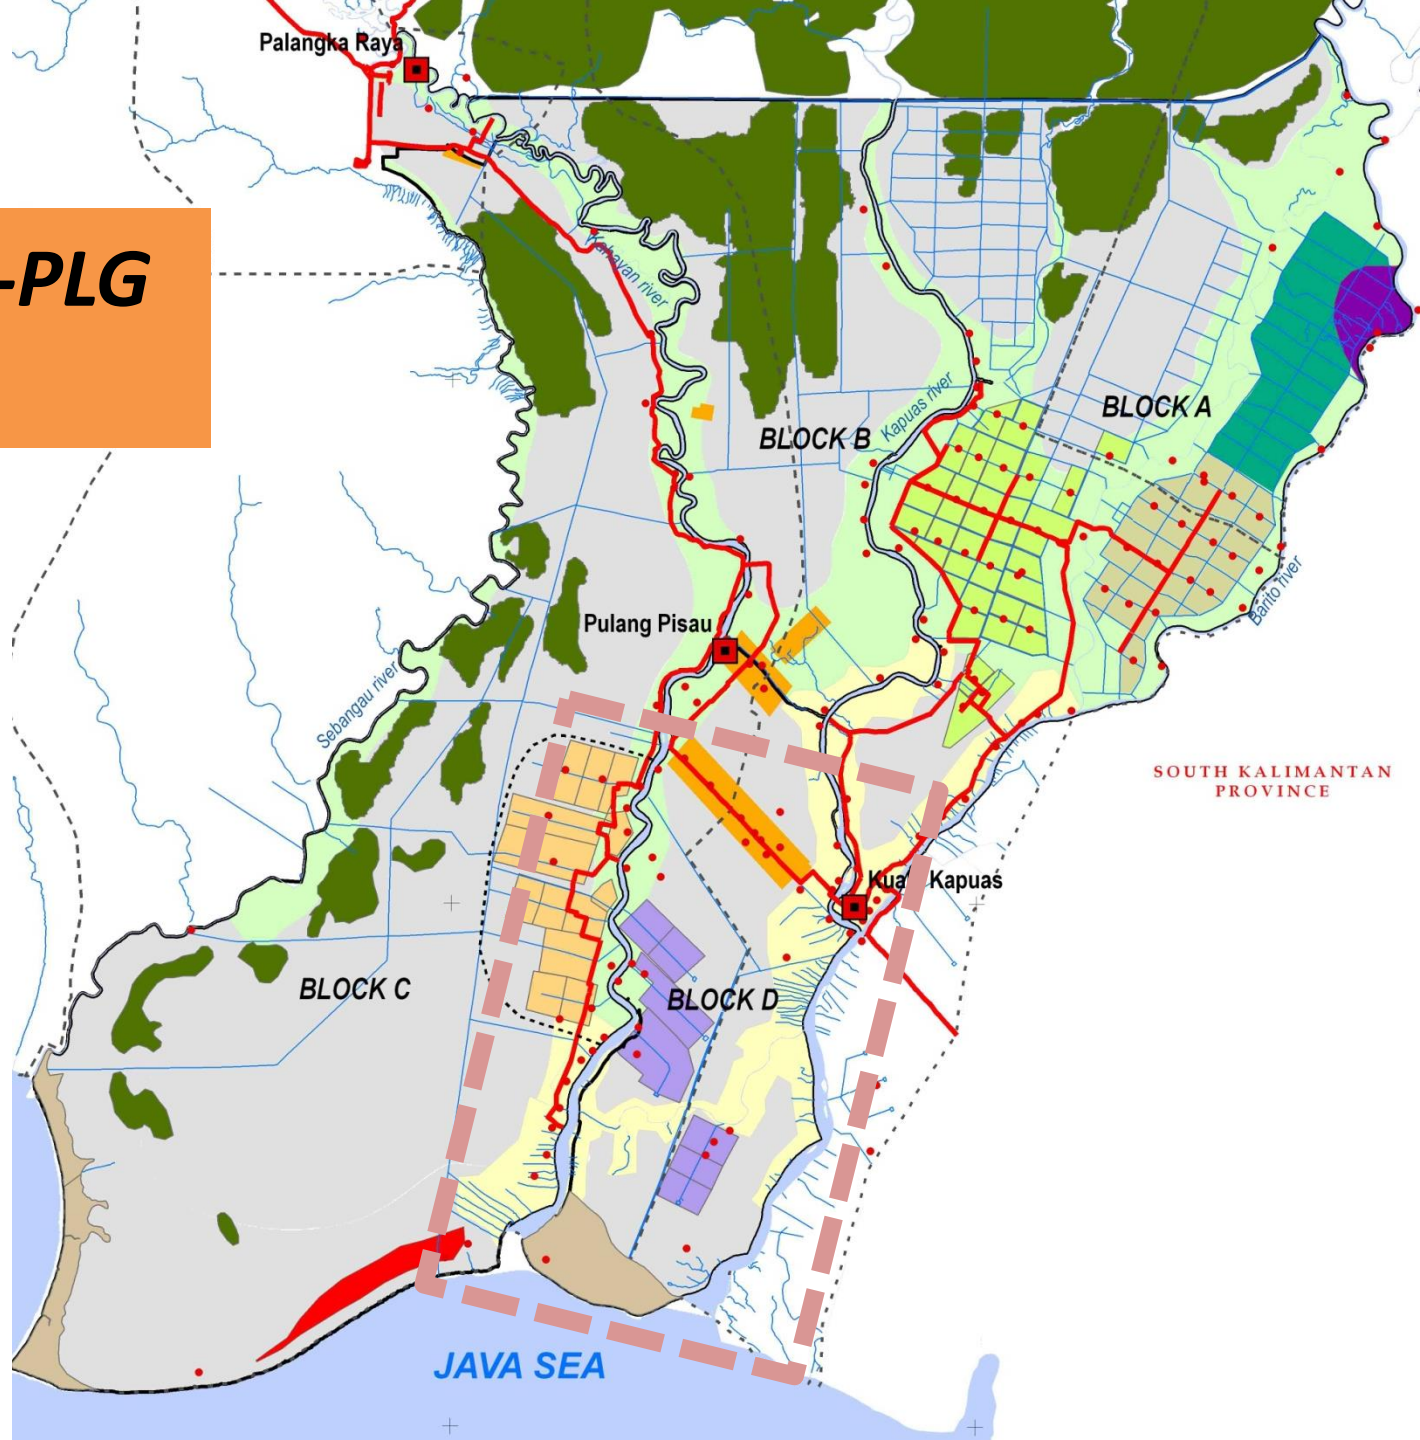 Palangka Raya
-PLG
Kahayan river
BLOCK A
Kapuas river
BLOCK B
Barito river
Pulang Pisau
Sebangau river
SOUTH KALIMANTAN
PROVINCE
Kuala Kapuas
BLOCK C
BLOCK D
JAVA SEA